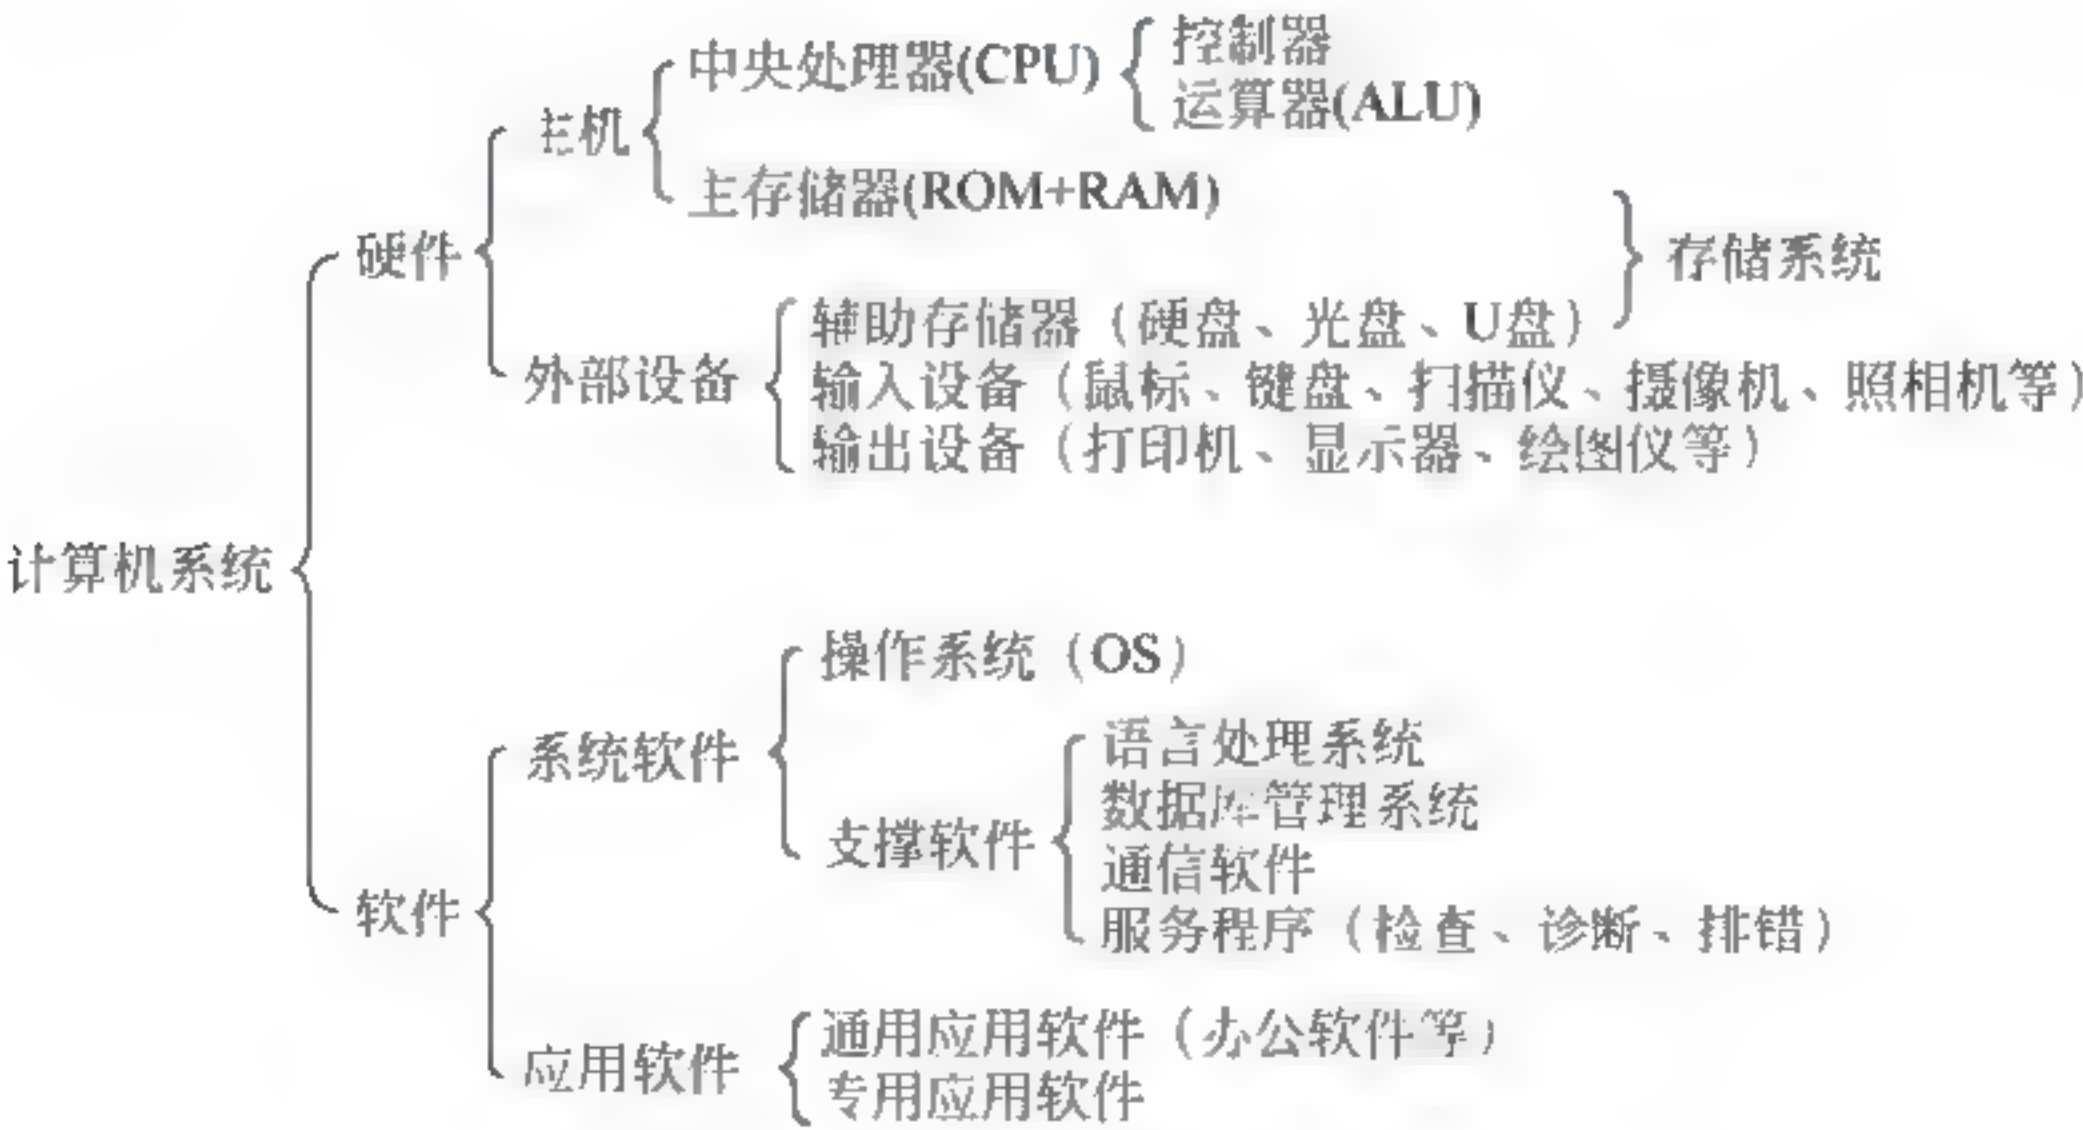 控制器
中央处理器(CPU)
运算器(ALU)
主机
主存储器(ROM+RAM)
硬件
存储系统
辅助存储器（硬盘、光盘、U盘）
外部设备
输入设备（鼠标、键盘、扫描仪、摄像机、照相机等）
输出设备（打印机、显示器、绘图仪等）
计算机系统
操作系统（OS）
系统软件
语言处理系统
数据库管理系统
支撑软件
通信软件
软件
服务程序（检查、诊断、排错）
通用应用软件（办公软件等）
应用软件
专用应用软件